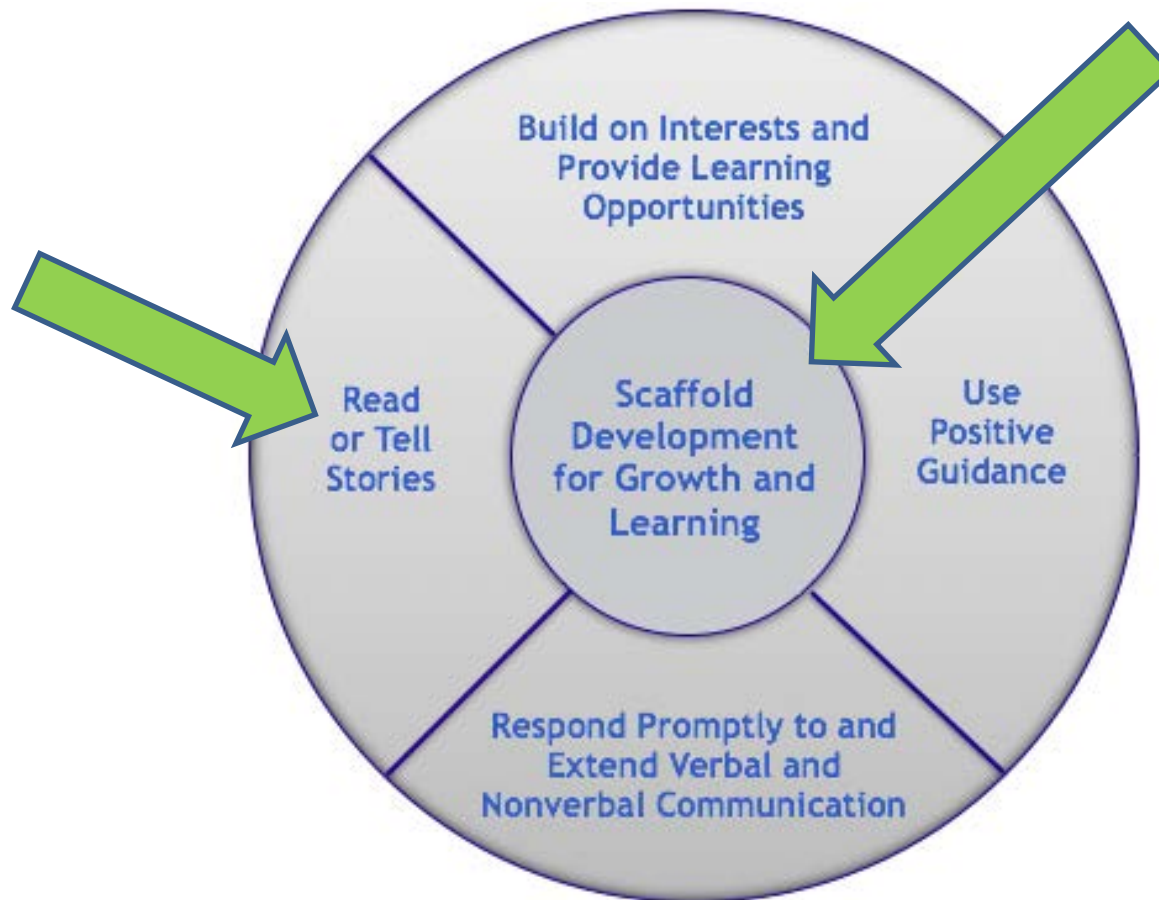 Build on Interests and
Provide Learning
Opportunities
Read
or Tell
Stories
Scaffold
Development
for Growth and
Learning
Use
Positive
Guidance
Respond Promptly to and
Extend Verbal and
Nonverbal Communication